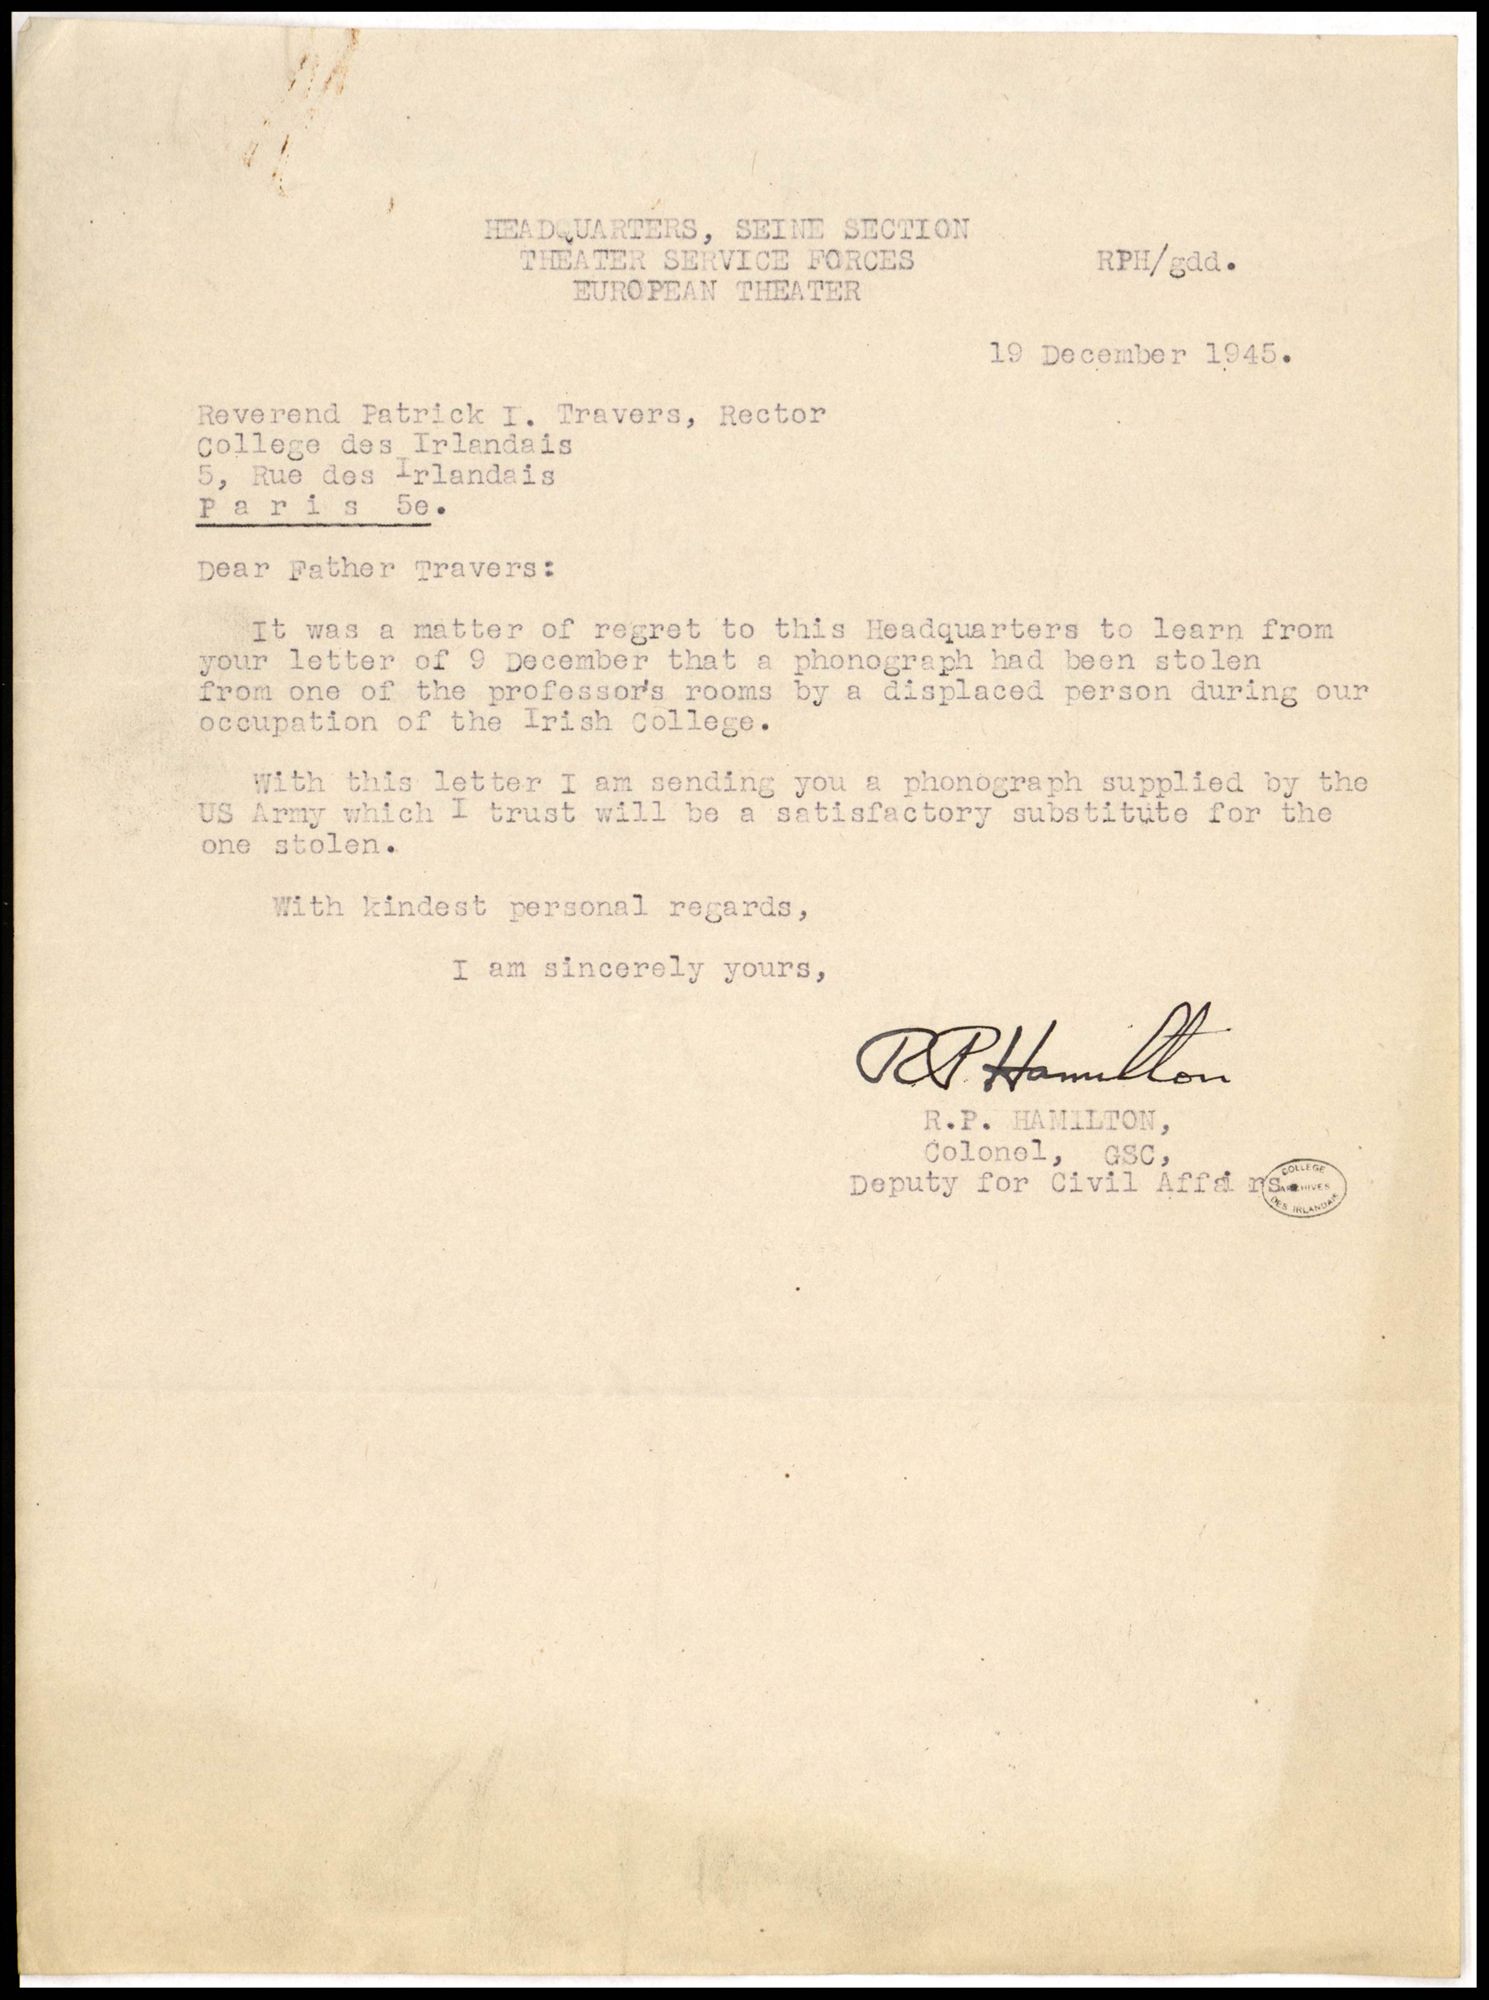 HEADQUARTERS, SEINE SECTION
THEATER SERVICE FORCES RPH/gdd.
EUROPEAN THEATER
19 December 1945.
Reverend Patrick I. Travers, Rector
College des Irlandais
5, Rue des Irlandais
P a r i s 5e.
Dear Father Travers:
It was a matter of regret to this Headquarters to learn from
your letter of 9 December that a phonograph had been stolen
from one of the professor's rooms by a displaced person during our
occupation of the Irish College.
With this letter I am sending you a phonograph supplied by the
US Army which I trust will be a satisfactory substitute for the
one stolen.
With kindest personal regards,
I am sincerely yours,
R.P. Hamilton
R.P. HAMILTON,
Colonel, GSC,
Deputy for Civil Affairs
COLLEGE
ARCHIVES
DES IRLANDAIS